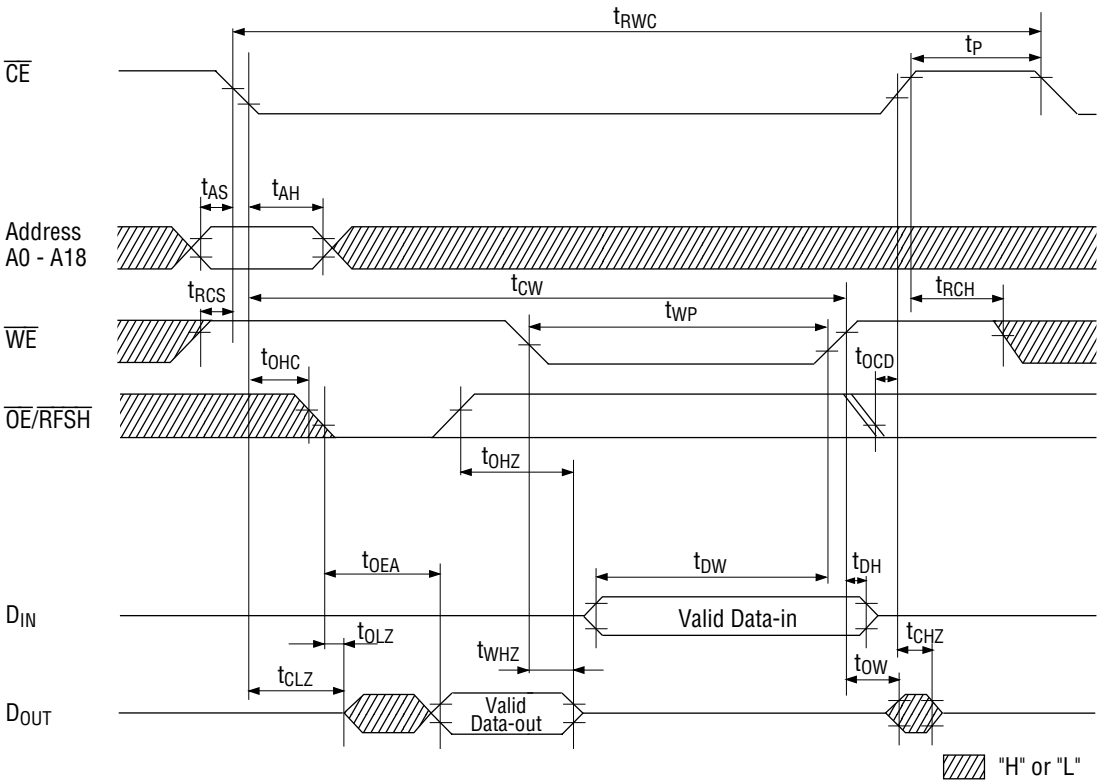 tRWC
tP
CE
tAS
tAH
Address
A0 - A18
tCW
tRCS
tRCH
tWP
WE
tOHC
tOCD
OE/RFSH
tOHZ
tOEA
tDW
tDH
DIN
Valid Data-in
tOLZ
tWHZ
tCHZ
tCLZ
tOW
DOUT
Valid
Data-out
"H" or "L"